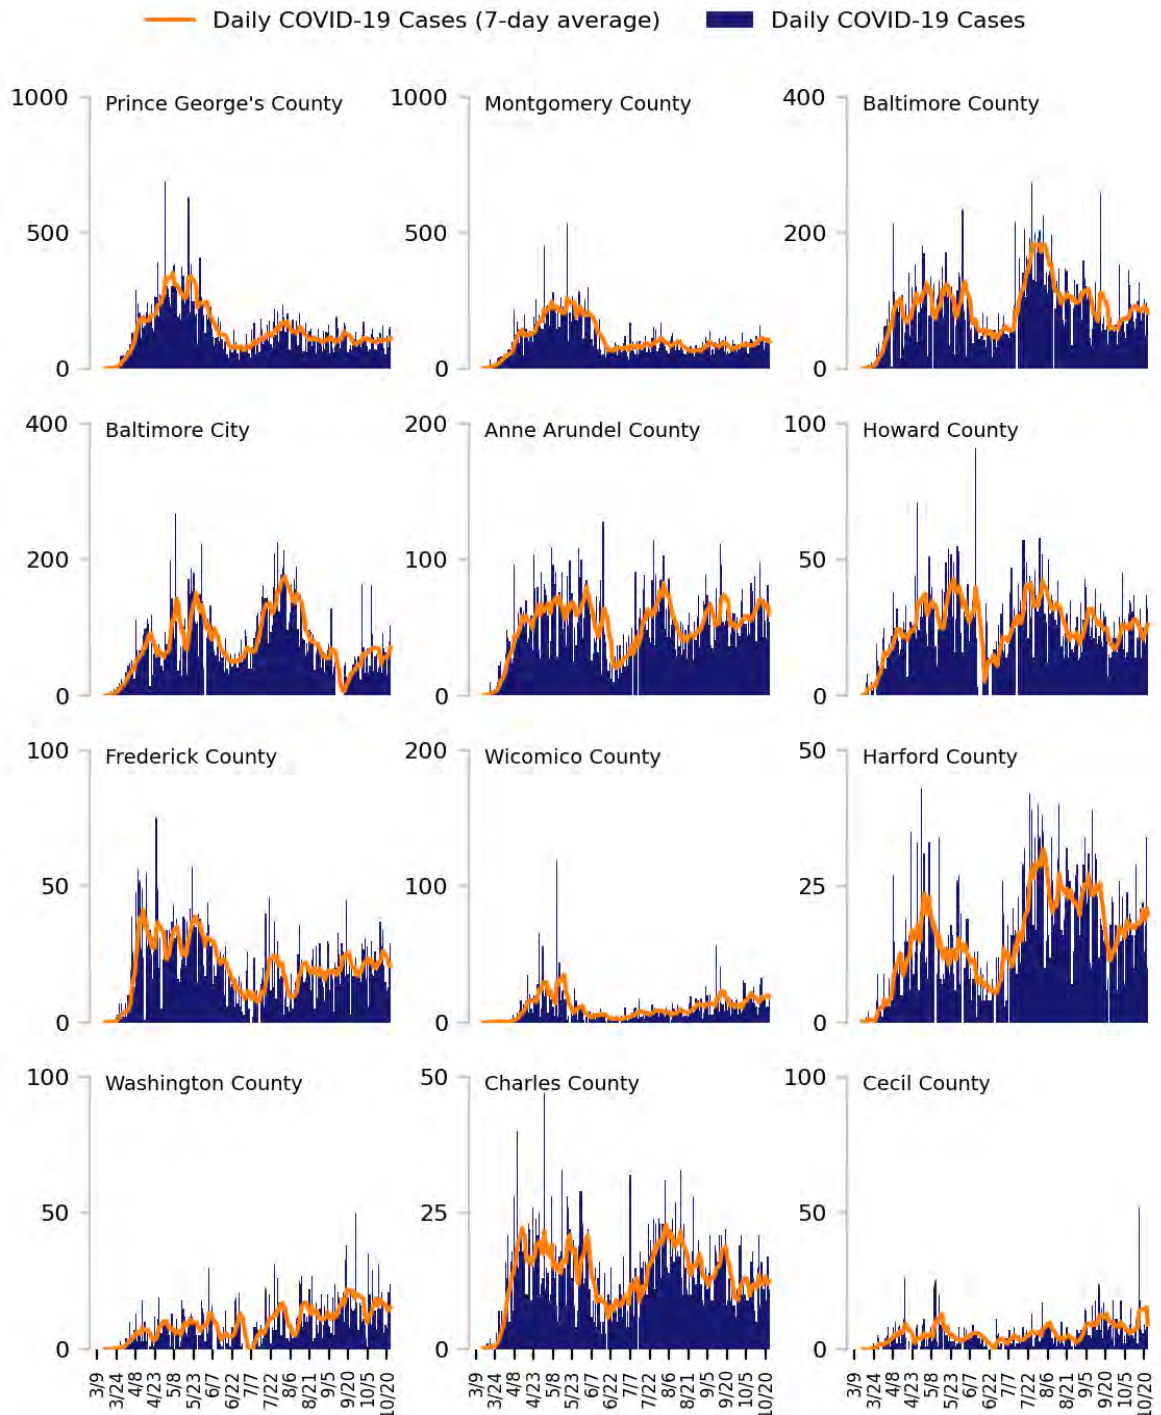 Daily COVID-19 Cases (7-day average) Daily COVID-19 Cases
1000 Prince George's County 1000 Montgomery County 400 Baltimore County
500 500 200
0 0 0
400 Baltimore City 200 Anne Arundel County 100 Howard County
200 100 50
0 0 0
100 Frederick County 200 Wicomico County 50 Harford County
50 100 25
0 0 0
100 Washington County 50 Charles County 100 Cecil County
50 25 50
0 0 0
3/9 3/24 4/8 4/23 5/8 5/23 6/7 6/22 7/7 7/22 8/6 8/21 9/5 9/20 10/5 10/20 3/9 3/24 4/8 4/23 5/8 5/23 6/7 6/22 7/7 7/22 8/6 8/21 9/5 9/20 10/5 10/20 3/9 3/24 4/8 4/23 5/8 5/23 6/7 6/22 7/7 7/22 8/6 8/21 9/5 9/20 10/5 10/20